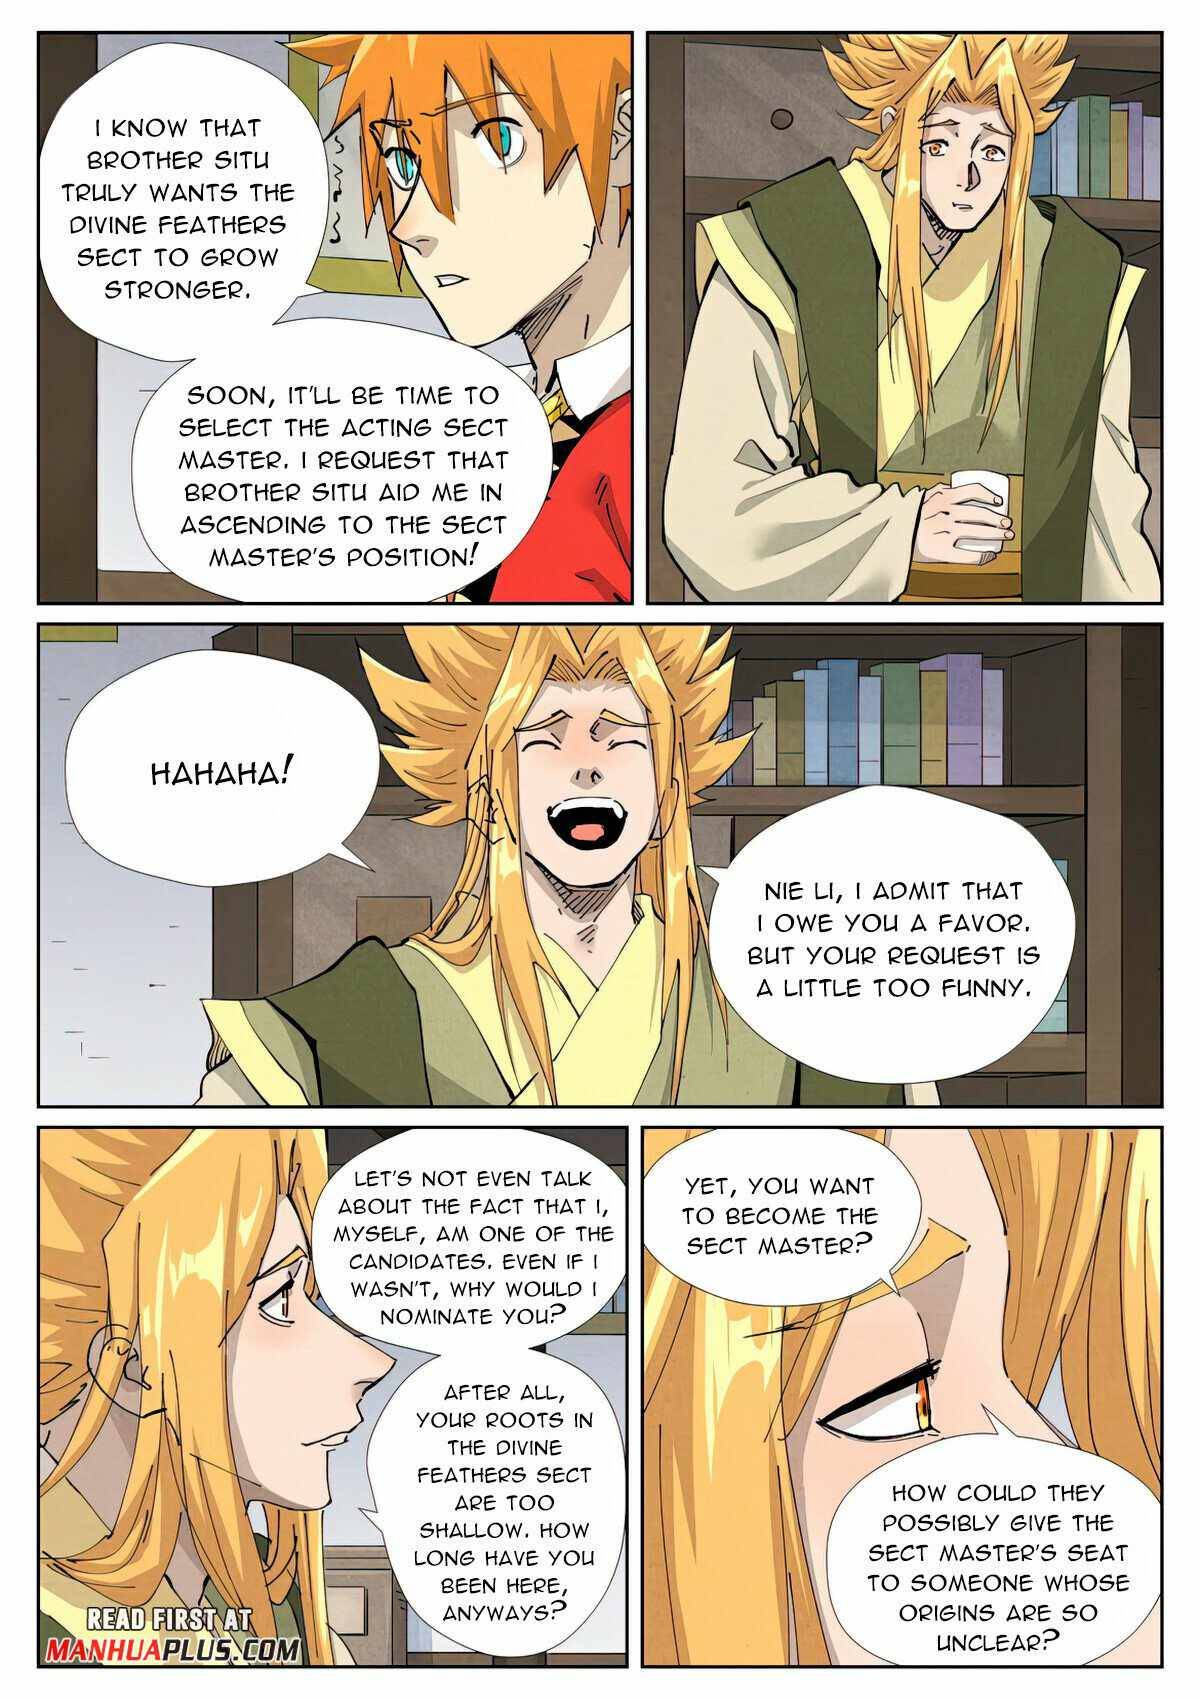 I KNOW THAT
BROTHER SITU
TRULY WANTS THE
DIVINE FEATHERS
SECT TO GROW
STRONGER.
SOON, IT'LL BE TIME TO
SELECT THE ACTING SECT
MASTER. I REQUEST THAT
BROTHER SITU AID ME IN
ASCENDING TO THE SECT
MASTER'S POSITION!
HAHAHA!
NIE LI, I ADMIT THAT
I OWE YOU A FAVOR.
BUT YOUR REQUEST IS
A LITTLE TOO FUNNY.
LET'S NOT EVEN TALK
ABOUT THE FACT THAT I,
MYSELF, AM ONE OF THE
CANDIDATES. EVEN IF I
WASN'T, WHY WOULD I
NOMINATE YOU?
AFTER ALL,
YOUR ROOTS IN
THE DIVINE
FEATHERS SECT
ARE TOO
SHALLOW. HOW
LONG HAVE YOU
BEEN HERE,
ANYWAYS?
YET, YOU WANT
TO BECOME THE
SECT MASTER?
HOW COULD THEY
POSSIBLY GIVE THE
SECT MASTER'S SEAT
TO SOMEONE WHOSE
ORIGINS ARE SO
UNCLEAR?
READ FIRST AT
MANHUAPLUS.COM